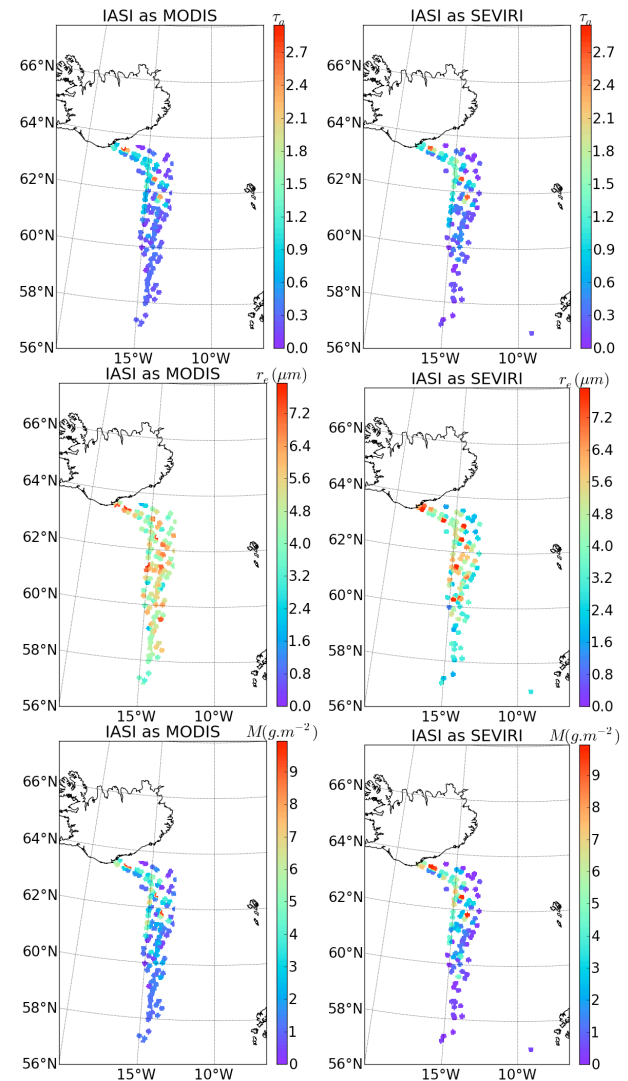 IASI as MODIS τₐ IASI as SEVIRI τₐ
66°N 2.7 66°N 2.7
2.4 2.4
64°N 2.1 64°N 2.1
1.8 1.8
62°N 1.5 62°N 1.5
1.2 1.2
60°N 0.9 60°N 0.9
0.6 0.6
58°N 0.3 58°N 0.3
56°N 0.0 56°N 0.0
15°W 10°W 15°W 10°W
IASI as MODIS rₑ(μm) IASI as SEVIRI rₑ(μm)
66°N 7.2 66°N 7.2
6.4 6.4
64°N 5.6 64°N 5.6
4.8 4.8
62°N 4.0 62°N 4.0
3.2 3.2
60°N 2.4 60°N 2.4
1.6 1.6
58°N 0.8 58°N 0.8
56°N 0.0 56°N 0.0
15°W 10°W 15°W 10°W
IASI as MODIS M(g.m⁻²) IASI as SEVIRI M(g.m⁻²)
66°N 9 66°N 9
8 8
64°N 7 64°N 7
6 6
62°N 5 62°N 5
4 4
60°N 3 60°N 3
2 2
58°N 1 58°N 1
56°N 0 56°N 0
15°W 10°W 15°W 10°W